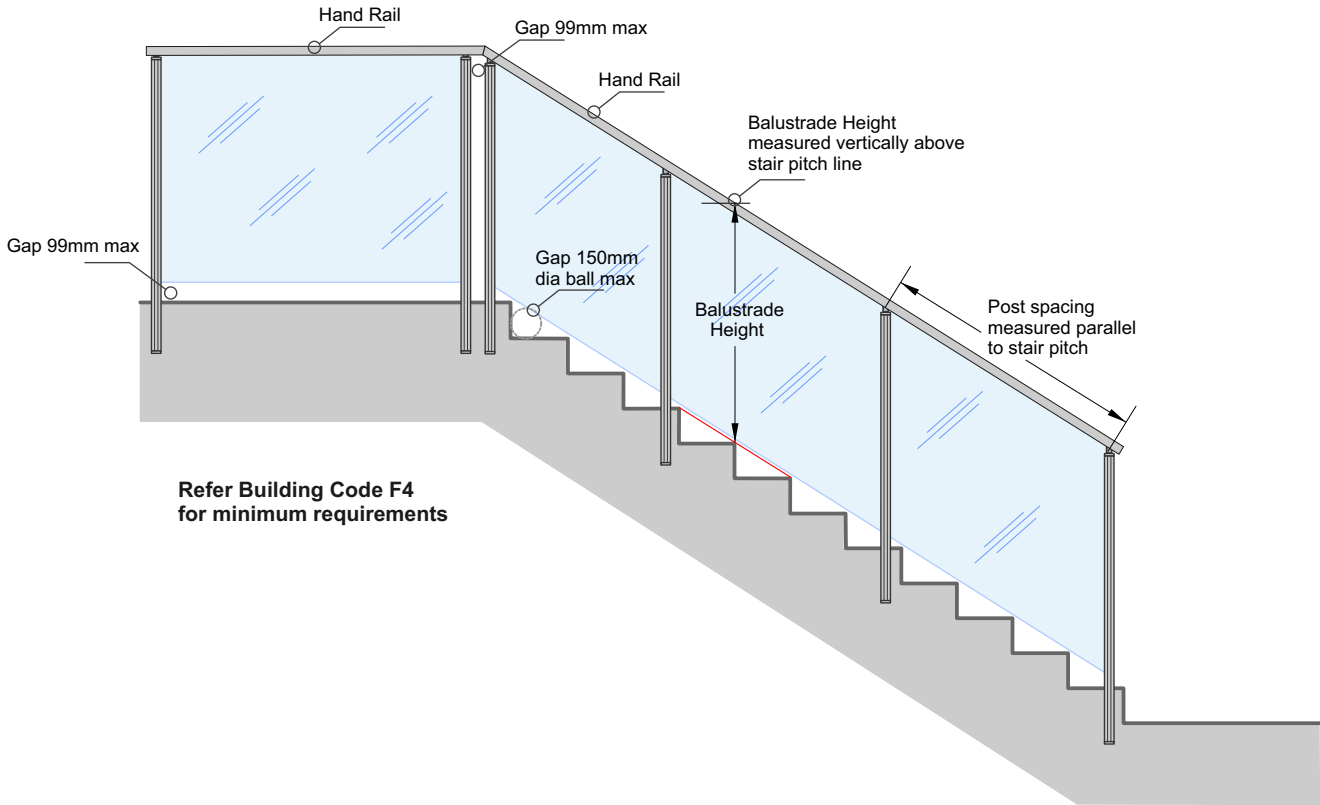 Hand Rail
Gap 99mm max
Hand Rail
Balustrade Height
measured vertically above
stair pitch line
Gap 99mm max
Gap 150mm
dia ball max
Balustrade
Height
Post spacing
measured parallel
to stair pitch
Refer Building Code F4
for minimum requirements